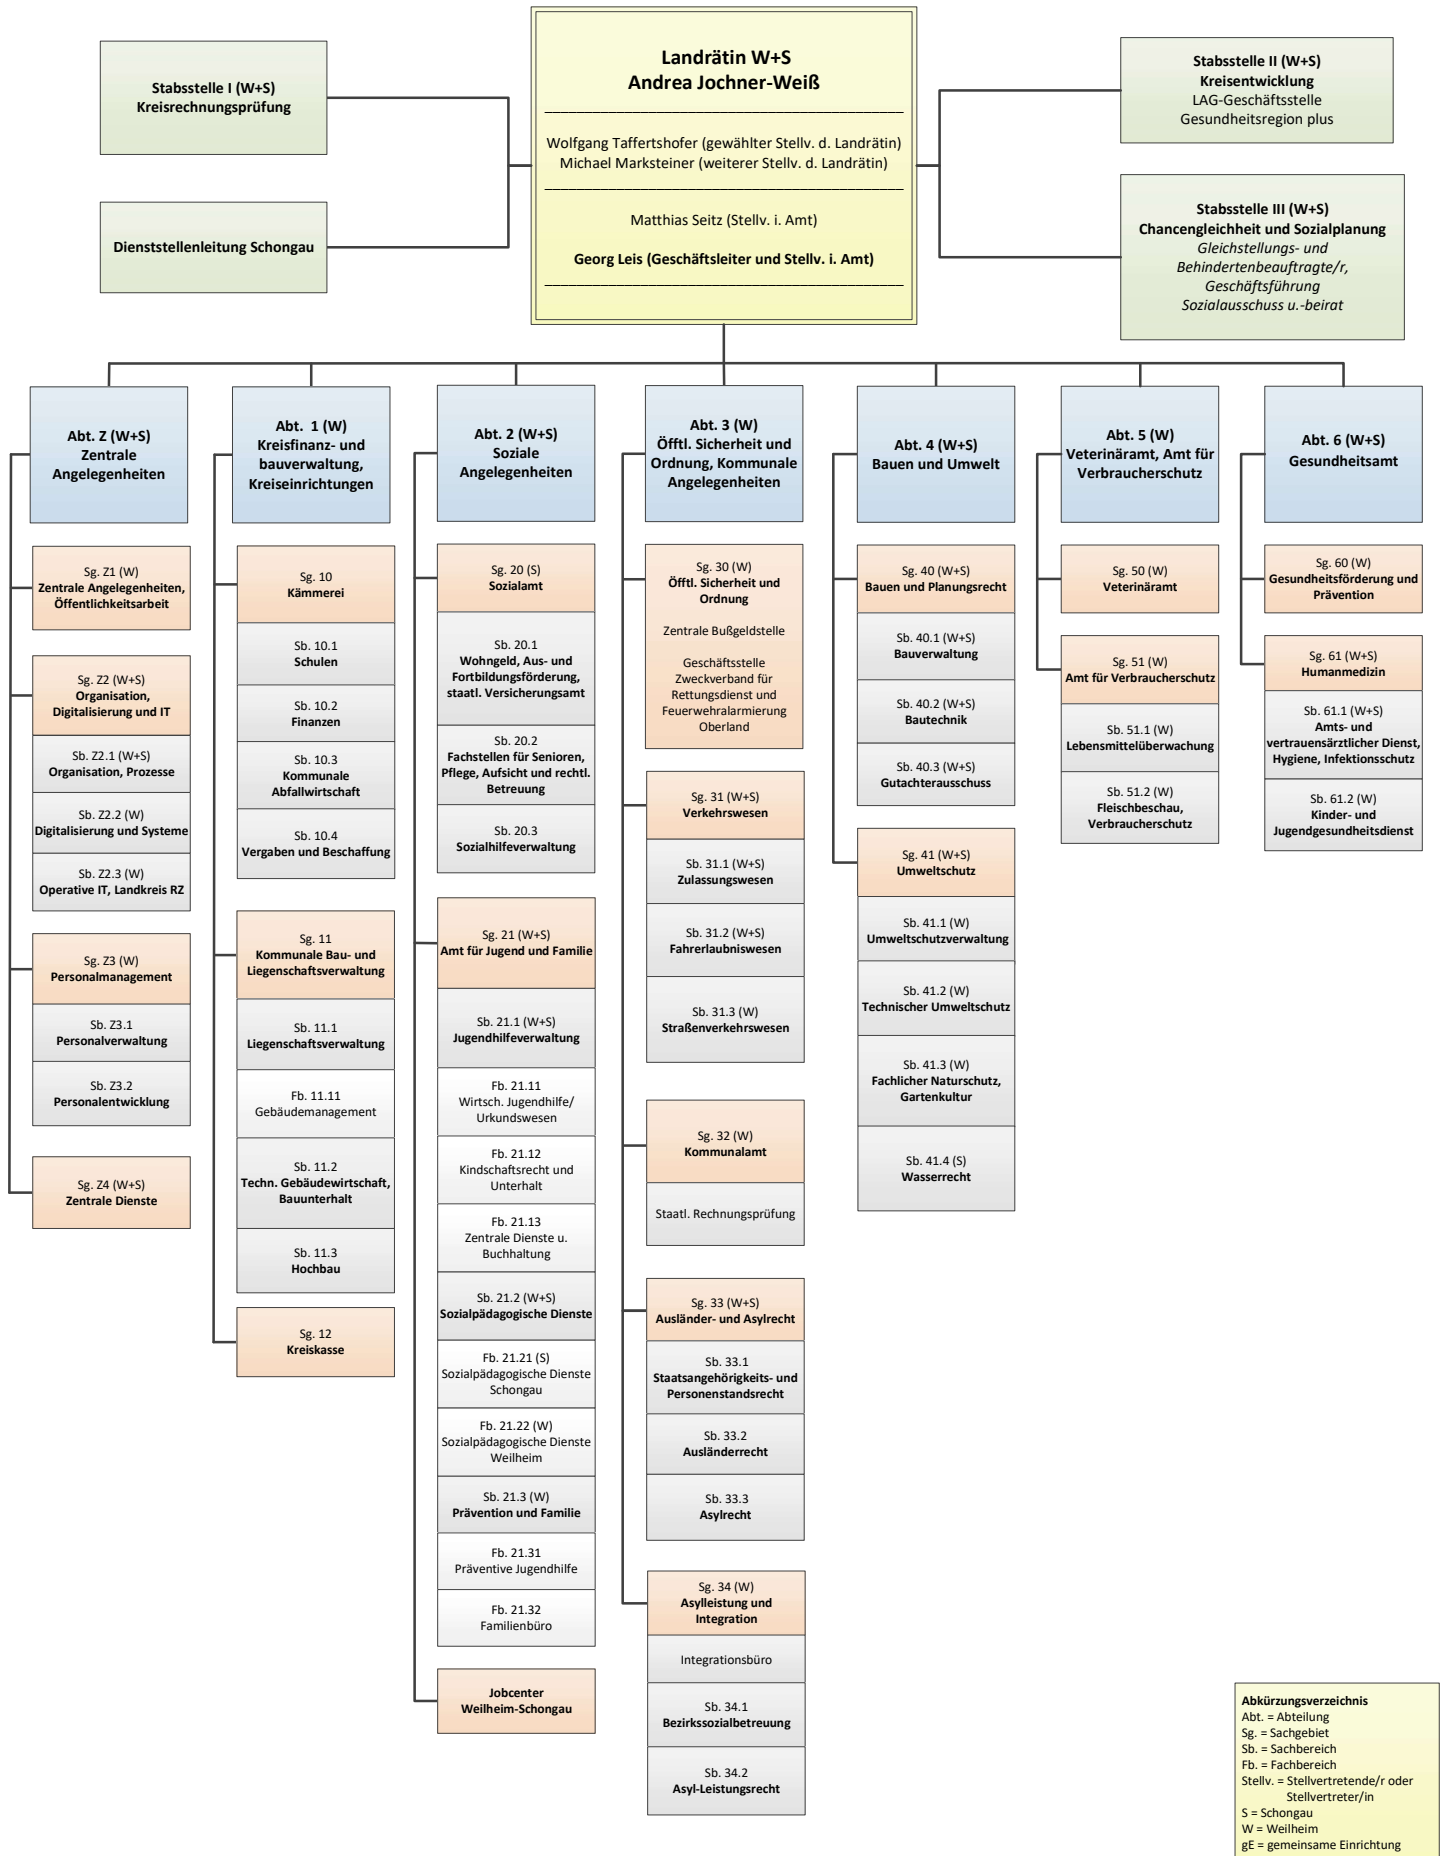 Landrätin W+S
Andrea Jochner-Weiß
Wolfgang Taffertshofer (gewählter Stellv. d. Landrätin)
Michael Marksteiner (weiterer Stellv. d. Landrätin)
Matthias Seitz (Stellv. i. Amt)
Georg Leis (Geschäftsleiter und Stellv. i. Amt)
Stabsstelle I (W+S)
Kreisrechnungsprüfung
Dienststellenleitung Schongau
Stabsstelle II (W+S)
Kreisentwicklung
LAG-Geschäftsstelle
Gesundheitsregion plus
Stabsstelle III (W+S)
Chancengleichheit und Sozialplanung
Gleichstellungs- und
Behindertenbeauftragte/r,
Geschäftsführung
Sozialausschuss u.-beirat
Abt. Z (W+S)
Zentrale
Angelegenheiten
Sg. Z1 (W)
Zentrale Angelegenheiten,
Öffentlichkeitsarbeit
Sg. Z2 (W+S)
Organisation,
Digitalisierung und IT
Sb. Z2.1 (W+S)
Organisation, Prozesse
Sb. Z2.2 (W)
Digitalisierung und Systeme
Sb. Z2.3 (W)
Operative IT, Landkreis RZ
Sg. Z3 (W)
Personalmanagement
Sb. Z3.1
Personalverwaltung
Sb. Z3.2
Personalentwicklung
Sg. Z4 (W+S)
Zentrale Dienste
Abt. 1 (W)
Kreisfinanz- und
bauverwaltung,
Kreiseinrichtungen
Sg. 10
Kämmerei
Sb. 10.1
Schulen
Sb. 10.2
Finanzen
Sb. 10.3
Kommunale
Abfallwirtschaft
Sb. 10.4
Vergaben und Beschaffung
Sg. 11
Kommunale Bau- und
Liegenschaftsverwaltung
Sb. 11.1
Liegenschaftsverwaltung
Fb. 11.11
Gebäudemanagement
Sb. 11.2
Techn. Gebäudewirtschaft,
Bauunterhalt
Sb. 11.3
Hochbau
Sg. 12
Kreiskasse
Abt. 2 (W+S)
Soziale
Angelegenheiten
Sg. 20 (S)
Sozialamt
Sb. 20.1
Wohngeld, Aus- und
Fortbildungsförderung,
staatl. Versicherungsamt
Sb. 20.2
Fachstellen für Senioren,
Pflege, Aufsicht und rechtl.
Betreuung
Sb. 20.3
Sozialhilfeverwaltung
Sg. 21 (W+S)
Amt für Jugend und Familie
Sb. 21.1 (W+S)
Jugendhilfeverwaltung
Fb. 21.11
Wirtsch. Jugendhilfe/
Urkundswesen
Fb. 21.12
Kindschaftsrecht und
Unterhalt
Fb. 21.13
Zentrale Dienste u.
Buchhaltung
Sb. 21.2 (W+S)
Sozialpädagogische Dienste
Fb. 21.21 (S)
Sozialpädagogische Dienste
Schongau
Fb. 21.22 (W)
Sozialpädagogische Dienste
Weilheim
Sb. 21.3 (W)
Prävention und Familie
Fb. 21.31
Präventive Jugendhilfe
Fb. 21.32
Familienbüro
Jobcenter
Weilheim-Schongau
Abt. 3 (W)
Öfftl. Sicherheit und
Ordnung, Kommunale
Angelegenheiten
Sg. 30 (W)
Öfftl. Sicherheit und
Ordnung
Zentrale Bußgeldstelle
Geschäftsstelle
Zweckverband für
Rettungsdienst und
Feuerwehralarmierung
Oberland
Sg. 31 (W+S)
Verkehrswesen
Sb. 31.1 (W+S)
Zulassungswesen
Sb. 31.2 (W+S)
Fahrerlaubniswesen
Sb. 31.3 (W)
Straßenverkehrswesen
Sg. 32 (W)
Kommunalamt
Staatl. Rechnungsprüfung
Sg. 33 (W+S)
Ausländer- und Asylrecht
Sb. 33.1
Staatsangehörigkeits- und
Personenstandsrecht
Sb. 33.2
Ausländerrecht
Sb. 33.3
Asylrecht
Sg. 34 (W)
Asylleistung und
Integration
Integrationsbüro
Sb. 34.1
Bezirkssozialbetreuung
Sb. 34.2
Asyl-Leistungsrecht
Abt. 4 (W+S)
Bauen und Umwelt
Sg. 40 (W+S)
Bauen und Planungsrecht
Sb. 40.1 (W+S)
Bauverwaltung
Sb. 40.2 (W+S)
Bautechnik
Sb. 40.3 (W+S)
Gutachterausschuss
Sg. 41 (W+S)
Umweltschutz
Sb. 41.1 (W)
Umweltschutzverwaltung
Sb. 41.2 (W)
Technischer Umweltschutz
Sb. 41.3 (W)
Fachlicher Naturschutz,
Gartenkultur
Sb. 41.4 (S)
Wasserrecht
Abt. 5 (W)
Veterinäramt, Amt für
Verbraucherschutz
Sg. 50 (W)
Veterinäramt
Sg. 51 (W)
Amt für Verbraucherschutz
Sb. 51.1 (W)
Lebensmittelüberwachung
Sb. 51.2 (W)
Fleischbeschau,
Verbraucherschutz
Abt. 6 (W+S)
Gesundheitsamt
Sg. 60 (W)
Gesundheitsförderung und
Prävention
Sg. 61 (W+S)
Humanmedizin
Sb. 61.1 (W+S)
Amts- und
vertrauensärztlicher Dienst,
Hygiene, Infektionsschutz
Sb. 61.2 (W)
Kinder- und
Jugendgesundheitsdienst
Abkürzungsverzeichnis
Abt. = Abteilung
Sg. = Sachgebiet
Sb. = Sachbereich
Fb. = Fachbereich
Stellv. = Stellvertretende/r oder
Stellvertreter/in
S = Schongau
W = Weilheim
gE = gemeinsame Einrichtung